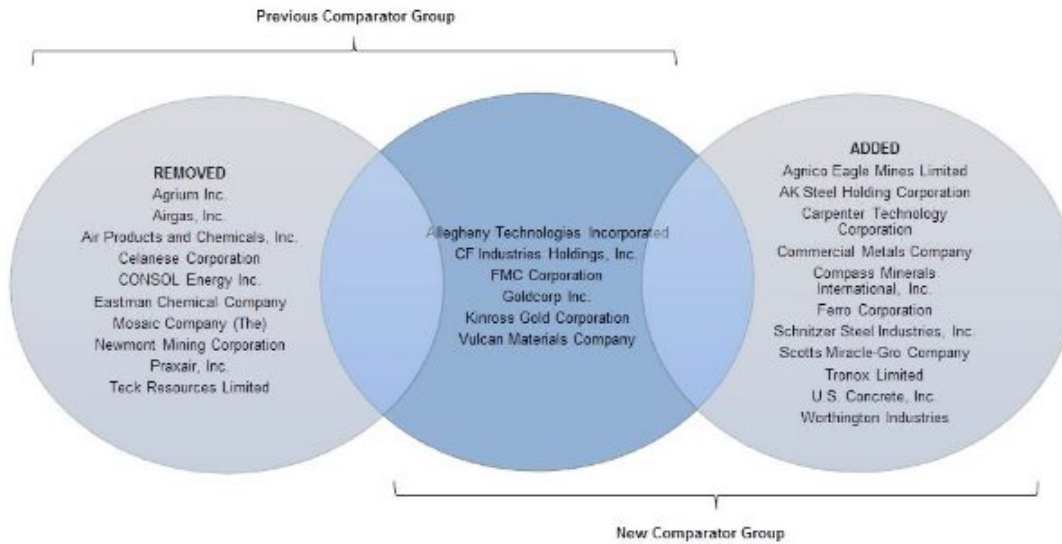 Previous Comparator Group
REMOVED
Agrium Inc.
Airgas, Inc.
Air Products and Chemicals, Inc.
Celanese Corporation
CONSOL Energy Inc.
Eastman Chemical Company
Mosaic Company (The)
Newmont Mining Corporation
Praxair, Inc.
Teck Resources Limited
Allegheny Technologies Incorporated
CF Industries Holdings, Inc.
FMC Corporation
Goldcorp Inc.
Kinross Gold Corporation
Vulcan Materials Company
ADDED
Agnico Eagle Mines Limited
AK Steel Holding Corporation
Carpenter Technology
Corporation
Commercial Metals Company
Compass Minerals
International, Inc.
Ferro Corporation
Schnitzer Steel Industries, Inc.
Scotts Miracle-Gro Company
Tronox Limited
U.S. Concrete, Inc.
Worthington Industries
New Comparator Group